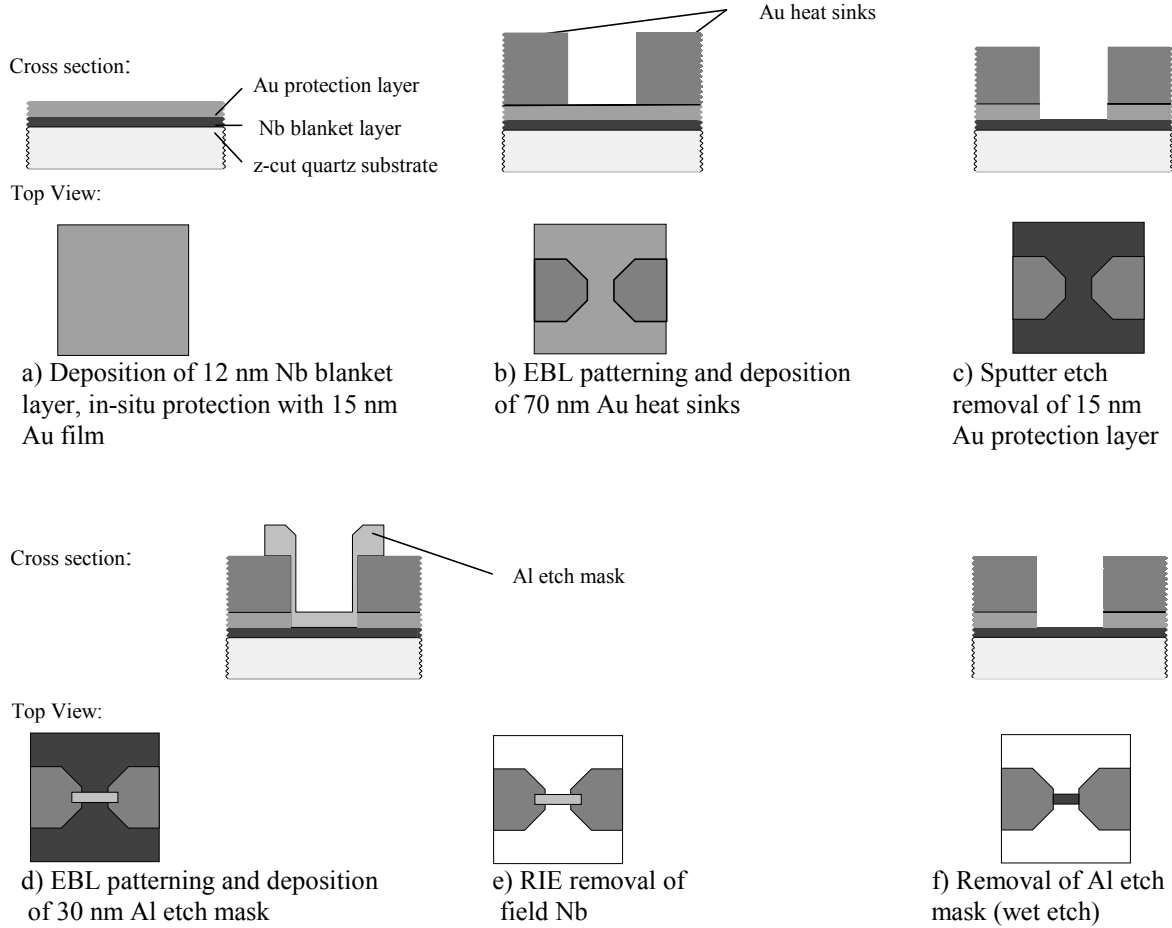 Au heat sinks
Cross section:
Au protection layer
Nb blanket layer
z-cut quartz substrate
Top View:
a) Deposition of 12 nm Nb blanket
layer, in-situ protection with 15 nm
Au film
b) EBL patterning and deposition
of 70 nm Au heat sinks
c) Sputter etch
removal of 15 nm
Au protection layer
Cross section:
Al etch mask
Top View:
d) EBL patterning and deposition
of 30 nm Al etch mask
e) RIE removal of
field Nb
f) Removal of Al etch
mask (wet etch)